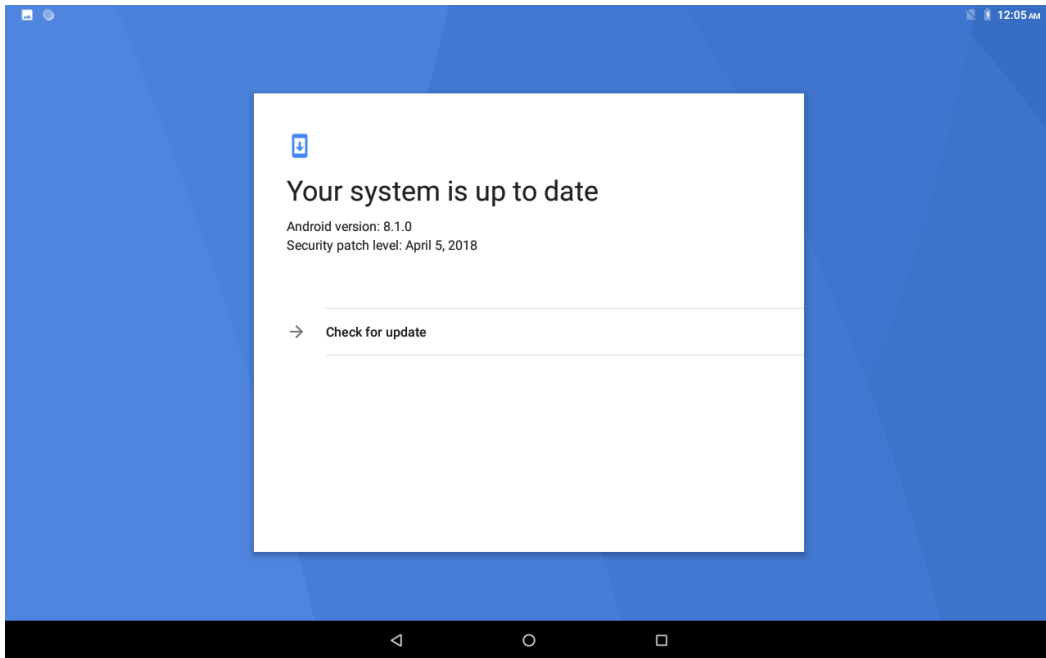 12:05 AM
Your system is up to date
Android version: 8.1.0
Security patch level: April 5, 2018
Check for update